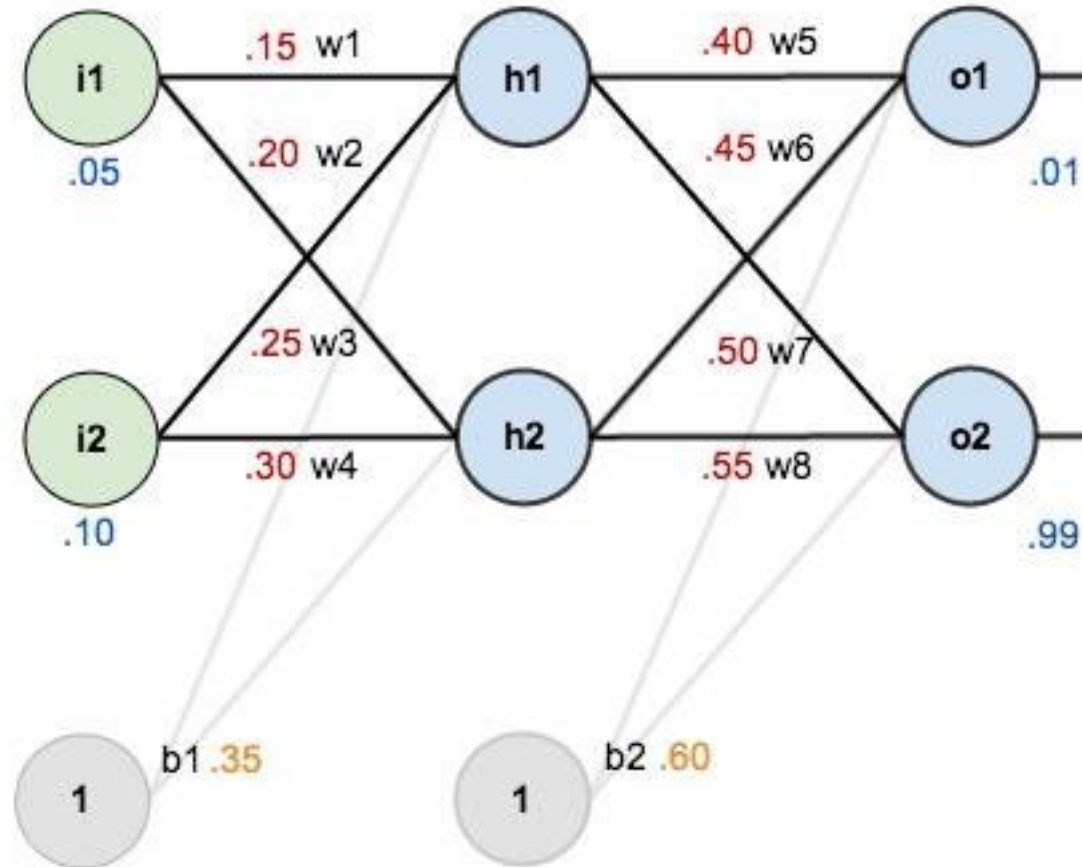 .15 w1
.40 w5
i1
h1
o1
.20 w2
.45 w6
.05
.01
.25 w3
.50 w7
i2
h2
o2
.30 w4
.55 w8
.10
.99
b1 .35
b2 .60
1
1